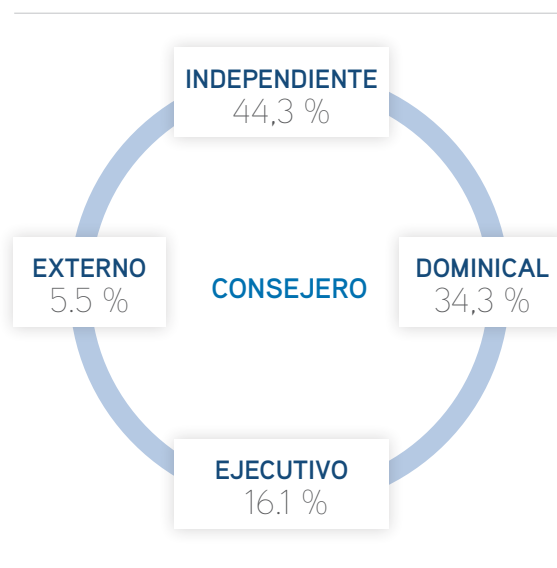 INDEPENDIENTE
44,3 %
EXTERNO
5.5 %
CONSEJERO
DOMINICAL
34,3 %
EJECUTIVO
16.1 %